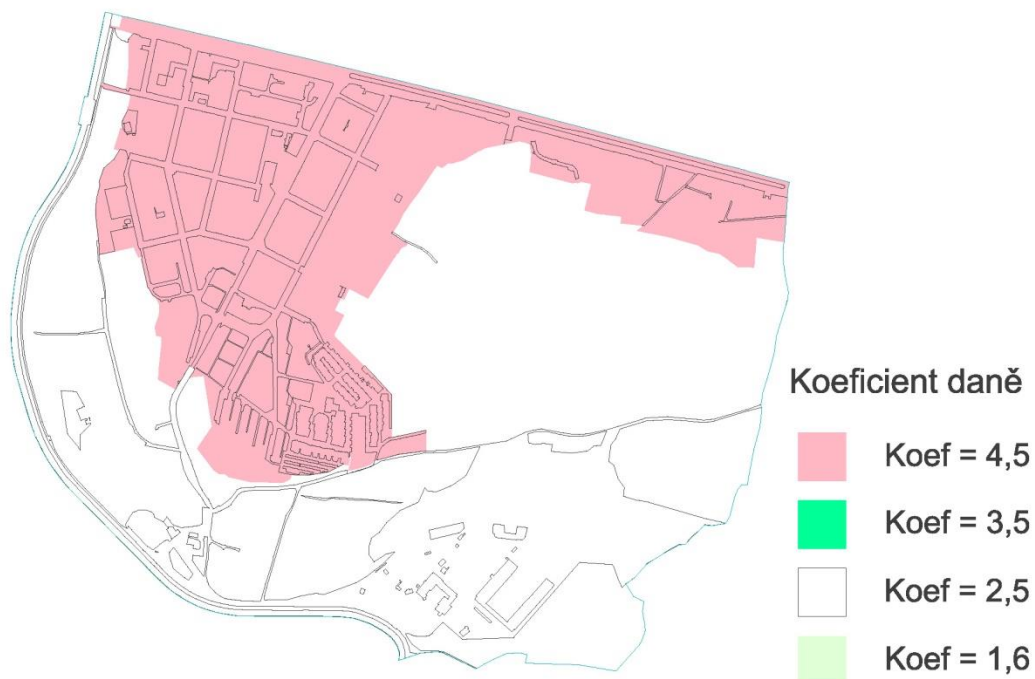 Koeficient daně
Koef = 4,5
Koef = 3,5
Koef = 2,5
Koef = 1,6